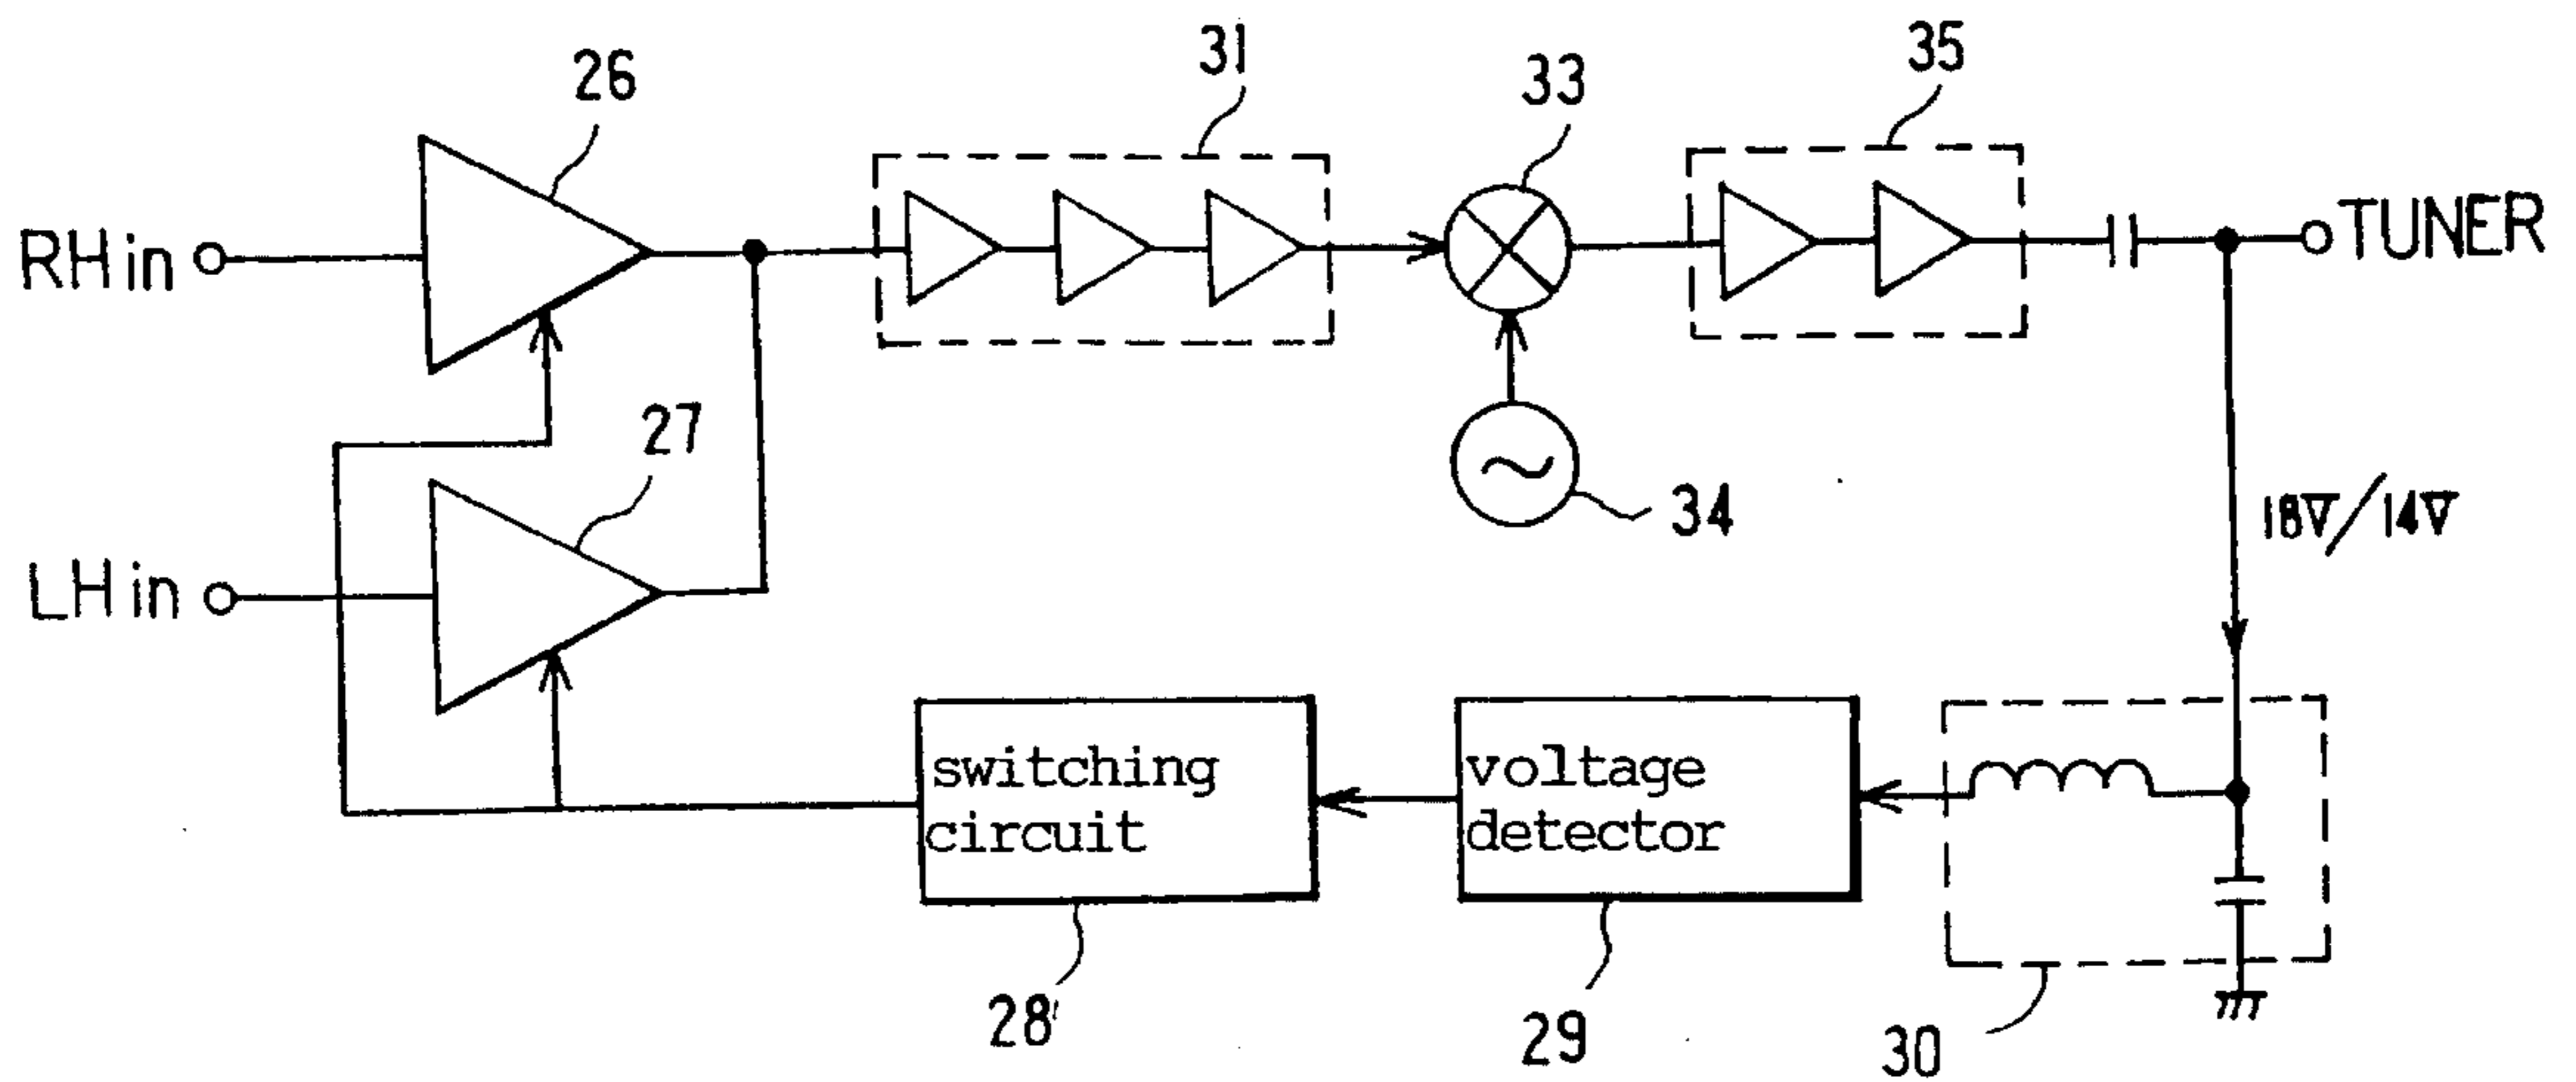 26
31
33
35
RH in
TUNER
27
34
18V/14V
LH in
switching
circuit
voltage
detector
28
29
30